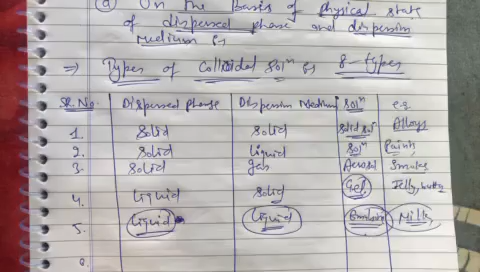 (a) On the basis of physical state
of dispersed phase and dispersion
Medium is
⇒ Types of Colloidal solⁿ is 8-types
Sr. No. Dispersed phase Dispersion Medium solⁿ e.g.
1. Solid Solid Solid solⁿ Alloys
2. Solid Liquid Solⁿ Paints
3. Solid gas Aerosol Smoke
4. Liquid Solid Gel Jelly, butter
5. Liquid Liquid Emulsion Milk